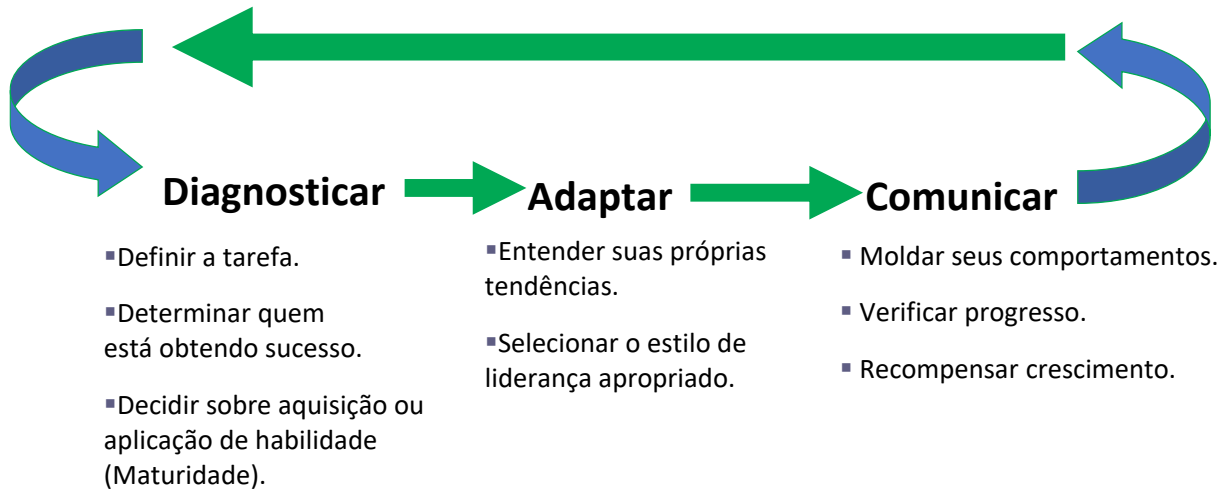 Diagnosticar
▪Definir a tarefa.
▪Determinar quem
está obtendo sucesso.
▪Decidir sobre aquisição ou
aplicação de habilidade
(Maturidade).
Adaptar
▪Entender suas próprias
tendências.
▪Selecionar o estilo de
liderança apropriado.
Comunicar
▪ Moldar seus comportamentos.
▪ Verificar progresso.
▪ Recompensar crescimento.